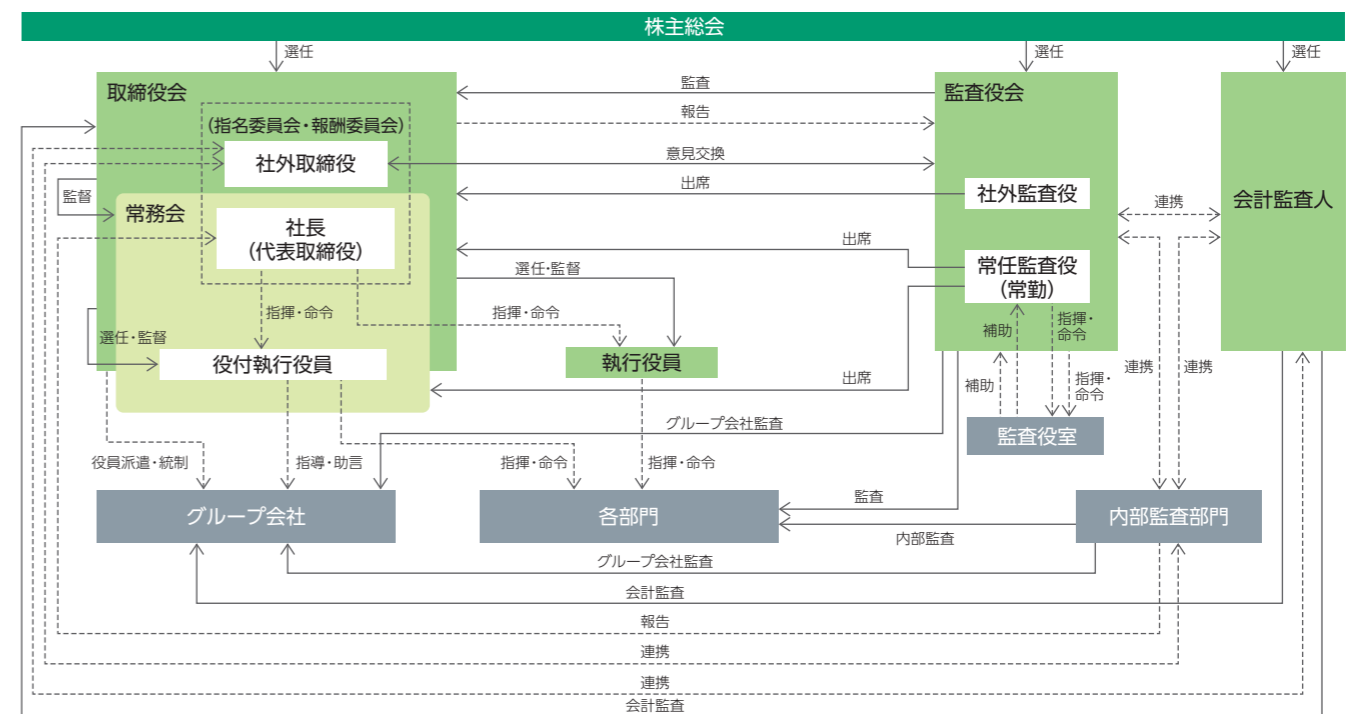 株主総会
選任
選任
選任
取締役会
監査
監査役会
(指名委員会・報酬委員会)
報告
社外取締役
意見交換
監督
出席
社外監査役
連携
会計監査人
常務会
社長
(代表取締役)
出席
常任監査役
(常勤)
選任・監督
指揮・命令
指揮・命令
補助
指揮・
命令
選任・監督
役付執行役員
執行役員
連携
連携
出席
補助
指揮・
命令
グループ会社監査
監査役室
役員派遣・統制
指導・助言
指揮・命令
指揮・命令
監査
グループ会社
各部門
内部監査部門
内部監査
グループ会社監査
会計監査
報告
連携
連携
会計監査